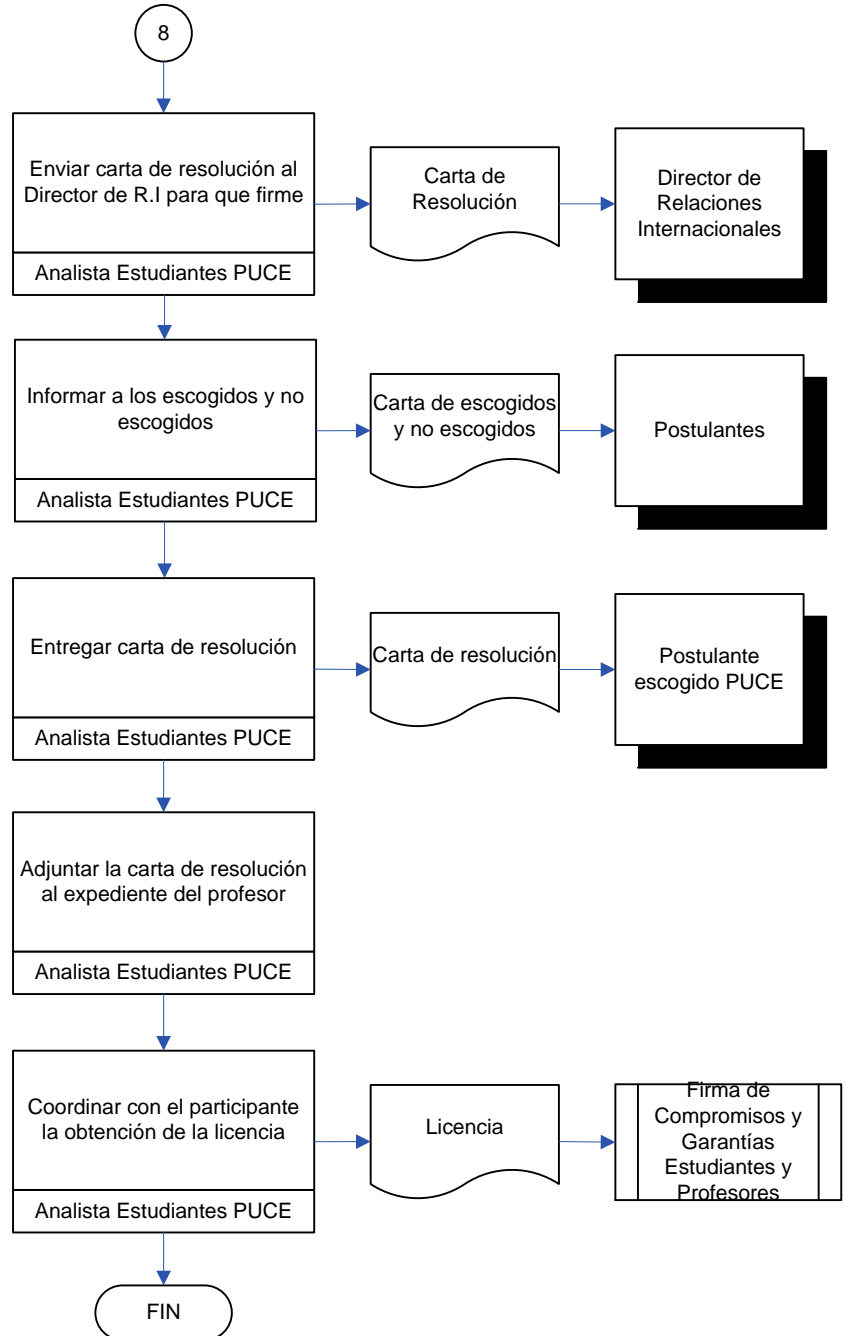 8
Enviar carta de resolución al
Director de R.I para que firme
Analista Estudiantes PUCE
Carta de
Resolución
Director de
Relaciones
Internacionales
Informar a los escogidos y no
escogidos
Analista Estudiantes PUCE
Carta de escogidos
y no escogidos
Postulantes
Entregar carta de resolución
Analista Estudiantes PUCE
Carta de resolución
Postulante
escogido PUCE
Adjuntar la carta de resolución
al expediente del profesor
Analista Estudiantes PUCE
Coordinar con el participante
la obtención de la licencia
Analista Estudiantes PUCE
Licencia
Firma de
Compromisos y
Garantías
Estudiantes y
Profesores
FIN